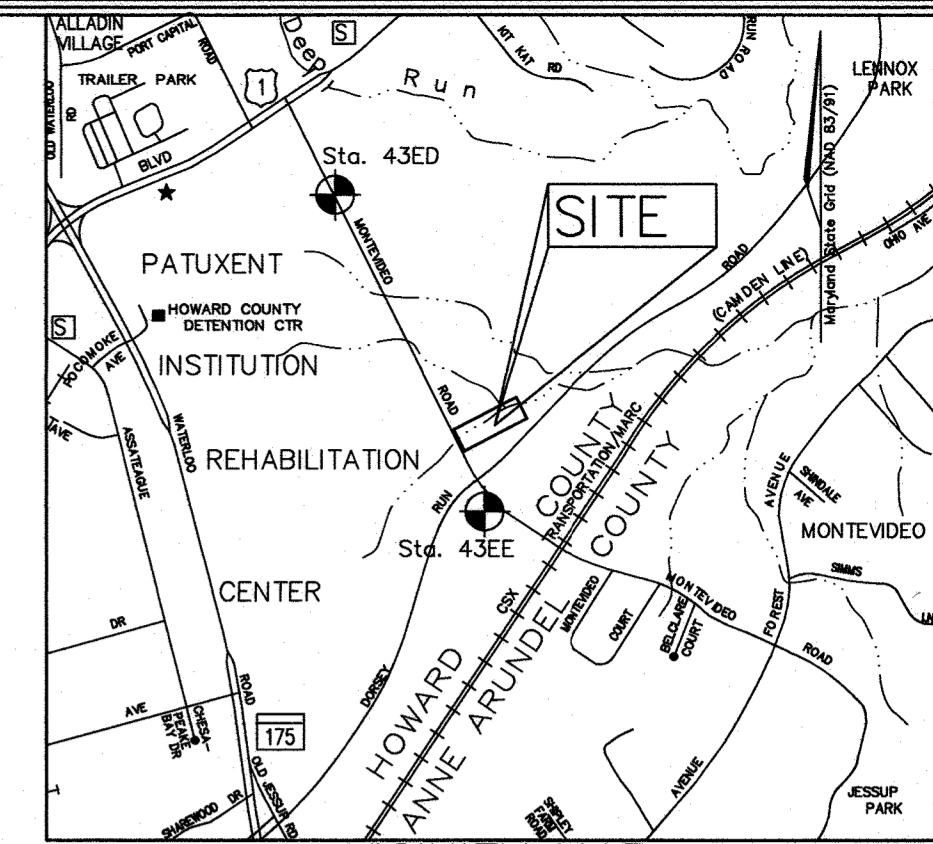 ALLADIN
VILLAGE
PORT CAPITAL
ROAD
Deep
S
KIT KAT RD
RUN ROAD
LENNOX
PARK
TRAILER PARK
OLD WATERLOO
RD
1
Run
BLVD
Sta. 43ED
SITE
MONTEVIDEO
ROAD
Maryland State Grid (NAD 83/91)
OHIO AVE
(CAMDEN LINE)
ROAD
PATUXENT
HOWARD COUNTY
DETENTION CTR
S
POCOMOKE
AVE
INSTITUTION
TAVE
ASSATEAGUE
WATERLOO
REHABILITATION
RUN
COUNTY
TRANSPORTATION/MARC
COUNTY
AVENUE
SHINDALE
AVE
MONTEVIDEO
Sta. 43EE
CENTER
CSX
MONTEVIDEO
COURT
MONTEVIDEO
BELCLARE
COURT
FOREST
SIMMS
LN
ROAD
DR
DORSEY
HOWARD
ANNE ARUNDEL
AVE
CHESA-
PEAKE
BAY DR
ROAD
175
OLD JESSUP RD
SHAREWOOD DR
SHIPLEY
FARM
ROAD
AVENUE
JESSUP
PARK